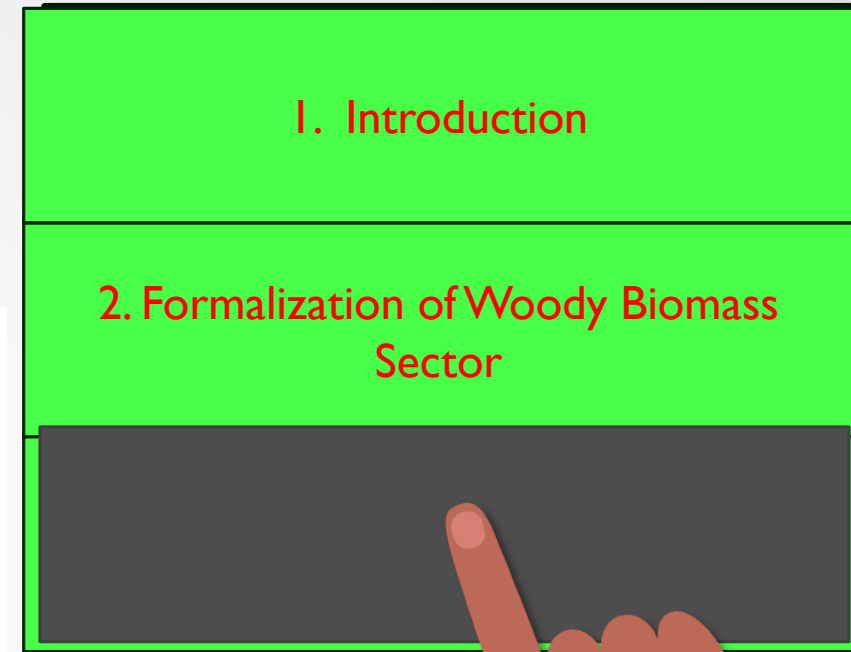 1. Introduction
2. Formalization of Woody Biomass
Sector